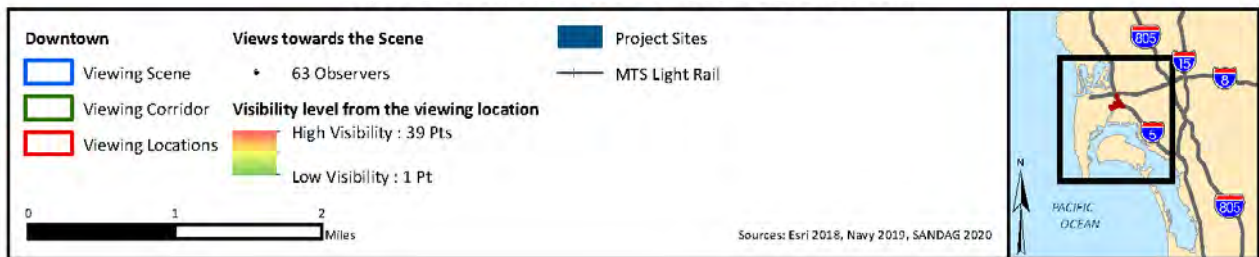 Downtown
Viewing Scene
Viewing Corridor
Viewing Locations
Views towards the Scene
63 Observers
Visibility level from the viewing location
High Visibility : 39 Pts
Low Visibility : 1 Pt
Project Sites
MTS Light Rail
0 1 2
Miles
Sources: Esri 2018, Navy 2019, SANDAG 2020
805
15
8
5
805
N
PACIFIC
OCEAN